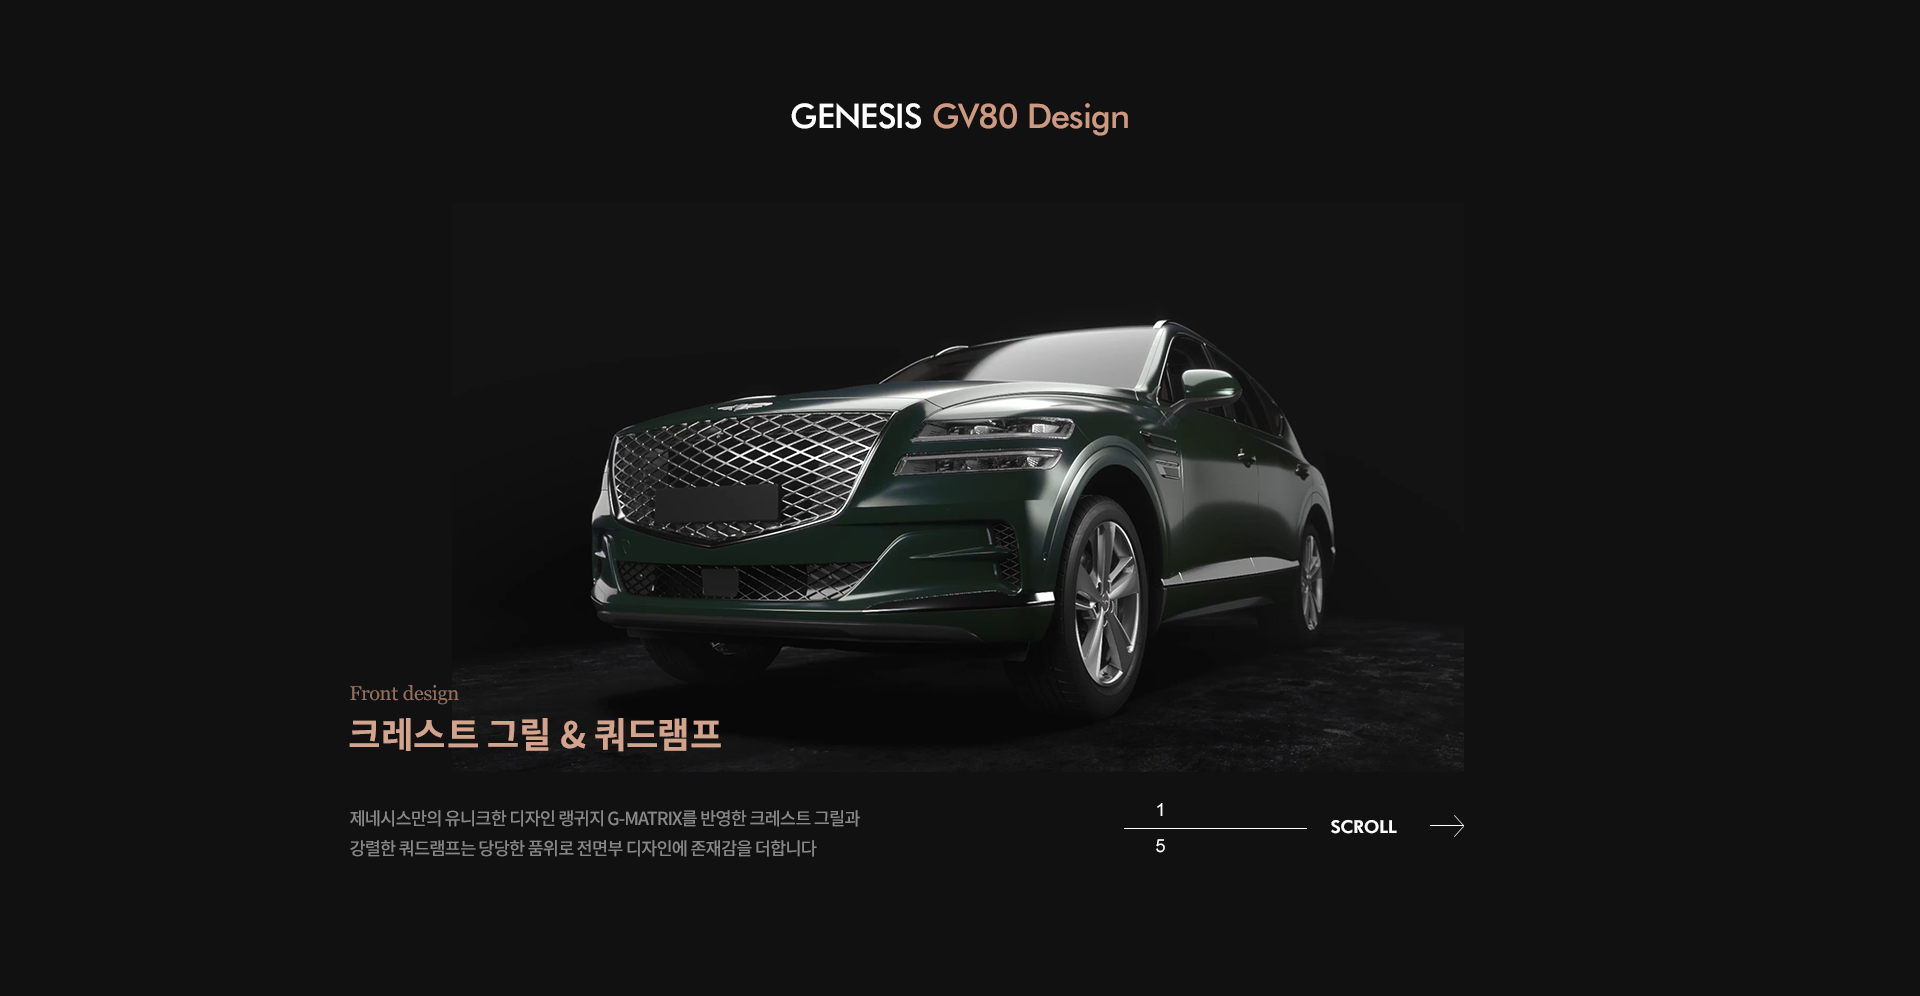 GENESIS GV80 Design
Front design
크레스트 그릴 & 쿼드램프
제네시스만의 유니크한 디자인 랭귀지 G-MATRIX를 반영한 크레스트 그릴과
강렬한 쿼드램프는 당당한 품위로 전면부 디자인에 존재감을 더합니다
1
5
SCROLL